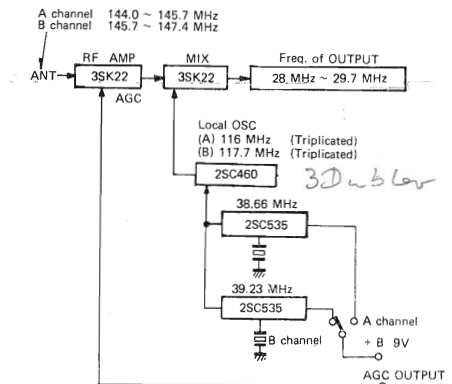 A channel 144.0 ~ 145.7 MHz
B channel 145.7 ~ 147.4 MHz
RF AMP
MIX
Freq. of OUTPUT
ANT
3SK22
3SK22
28 MHz ~ 29.7 MHz
AGC
Local OSC
(A) 116 MHz (Triplicated)
(B) 117.7 MHz (Triplicated)
2SC460
38.66 MHz
2SC535
39.23 MHz
2SC535
A channel
B channel
+ B 9V
AGC OUTPUT